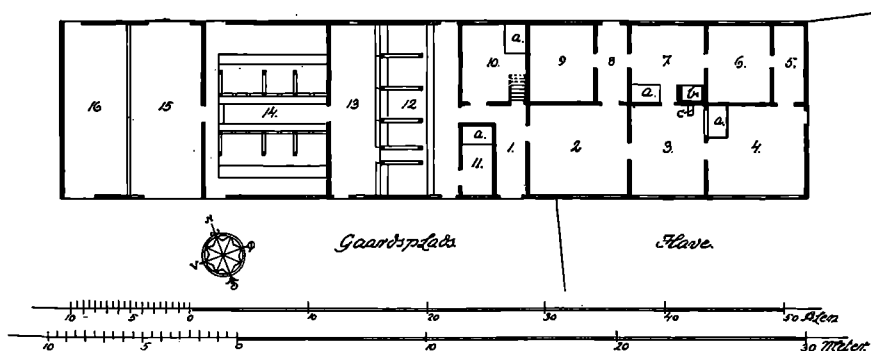 a.
10.
9
8
7.
6.
5.
16
15
14.
13
12
a.
b.
c.
a.
a.
11.
1.
2
3.
4.
N
V
Ø
S
Gaardsplads
Have.
10 5 0 10 20 30 40 50 Alen
10 5 0 10 20 30 Meter.